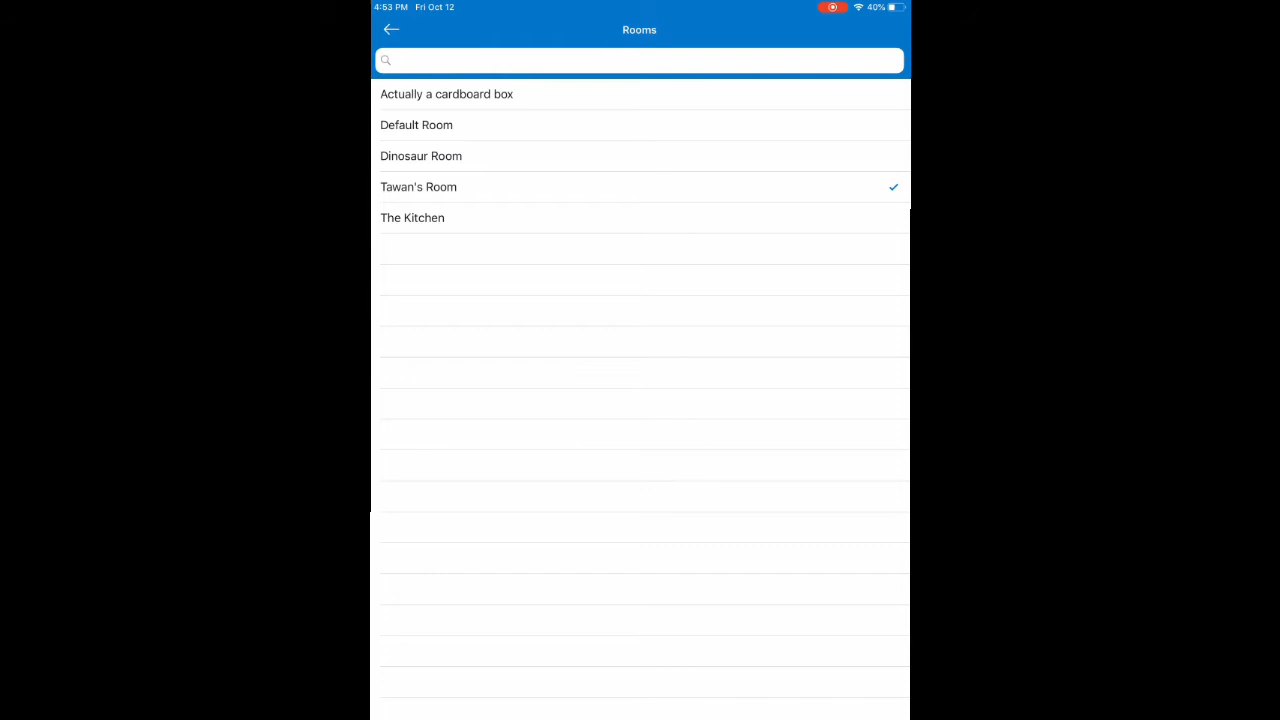 4:53 PM Fri Oct 12 40%
Rooms
Actually a cardboard box
Default Room
Dinosaur Room
Tawan's Room
The Kitchen